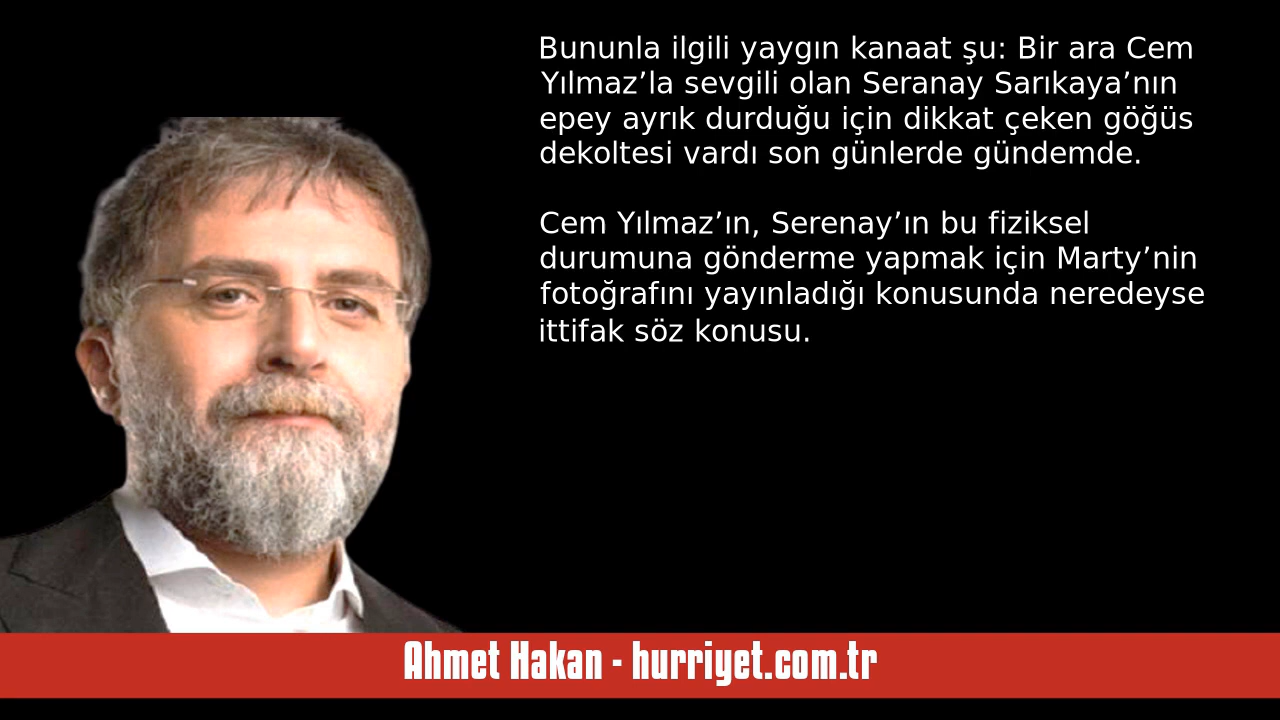 Bununla ilgili yaygın kanaat şu: Bir ara Cem
Yılmaz’la sevgili olan Seranay Sarıkaya’nın
epey ayrık durduğu için dikkat çeken göğüs
dekoltesi vardı son günlerde gündemde.
Cem Yılmaz’ın, Serenay’ın bu fiziksel
durumuna gönderme yapmak için Marty’nin
fotoğrafını yayınladığı konusunda neredeyse
ittifak söz konusu.
Ahmet Hakan - hurriyet.com.tr